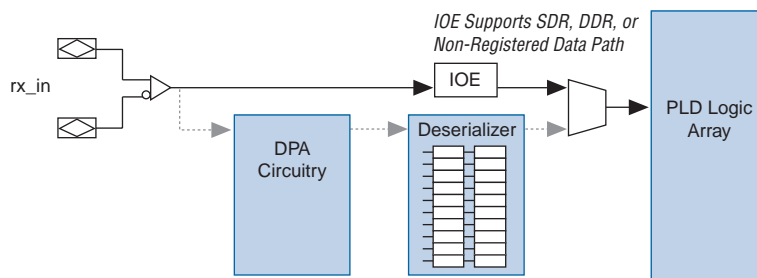 IOE Supports SDR, DDR, or
Non-Registered Data Path
rx_in
IOE
PLD Logic
Array
DPA
Circuitry
Deserializer